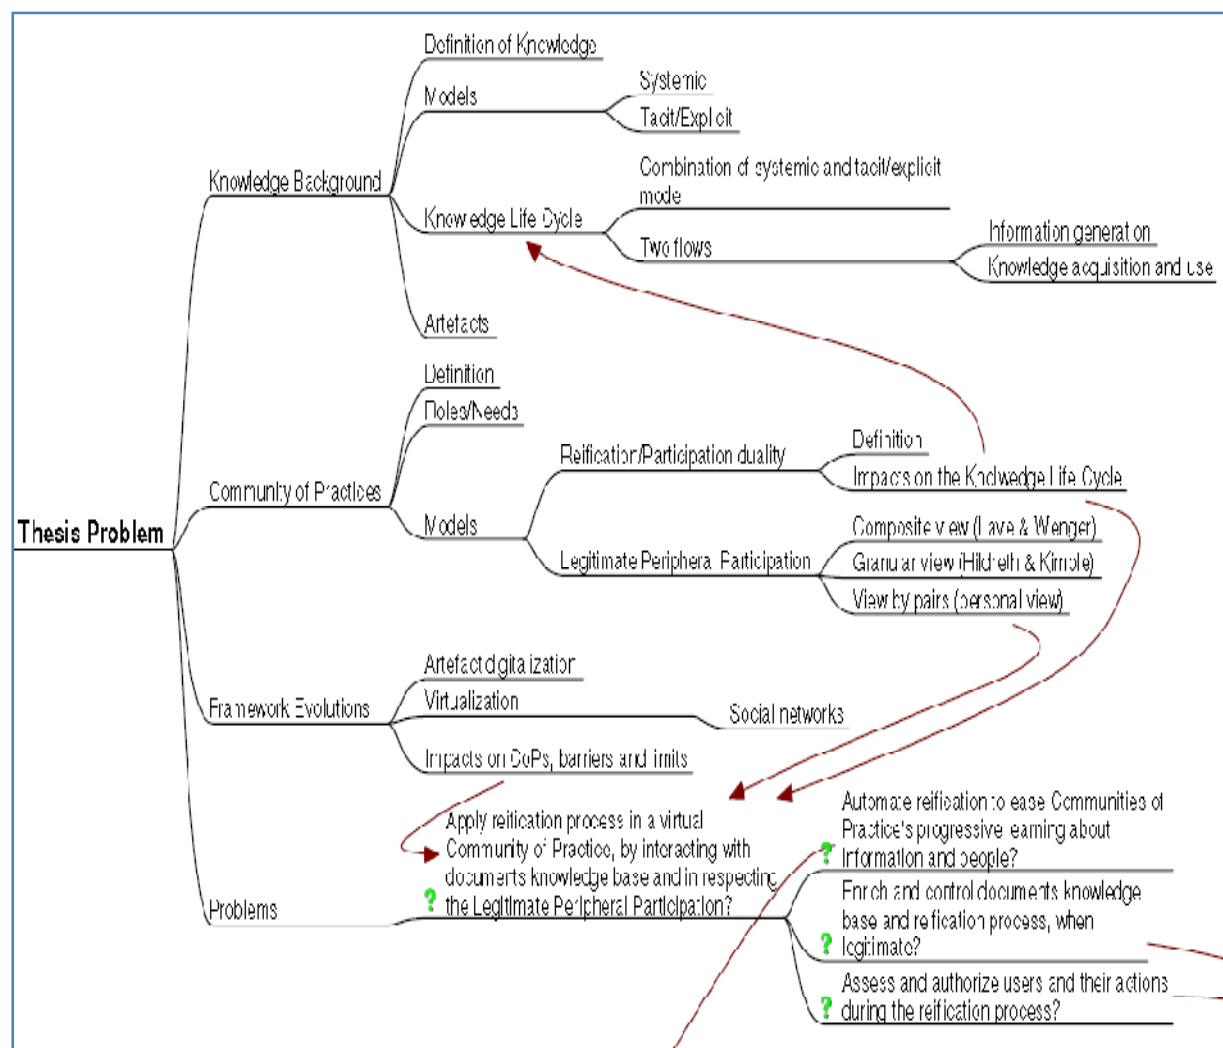 Definition of Knowledge
Models
Systemic
Tacit/Explicit
Knowledge Background
Combination of systemic and tacit/explicit
mode
Knowledge Life Cycle
Two flows
Information generation
Knowledge acquisition and use
Artefacts
Definition
Roles/Needs
Community of Practices
Reification/Participation duality
Definition
Impacts on the Knolwedge Life Cycle
Models
Legitimate Peripheral Participation
Composite view (Lave & Wenger)
Granular view (Hildreth & Kimble)
View by pairs (personal view)
Thesis Problem
Artefact digitalization
Framework Evolutions
Virtualization
Social networks
Impacts on CoPs, barriers and limits
Problems
Apply reification process in a virtual
Community of Practice, by interacting with
documents knowledge base and in respecting
? the Legitimate Peripheral Participation?
Automate reification to ease Communities of
Practice's progressive learning about
? Information and people?
Enrich and control documents knowledge
base and reification process, when
? legitimate?
Assess and authorize users and their actions
? during the reification process?